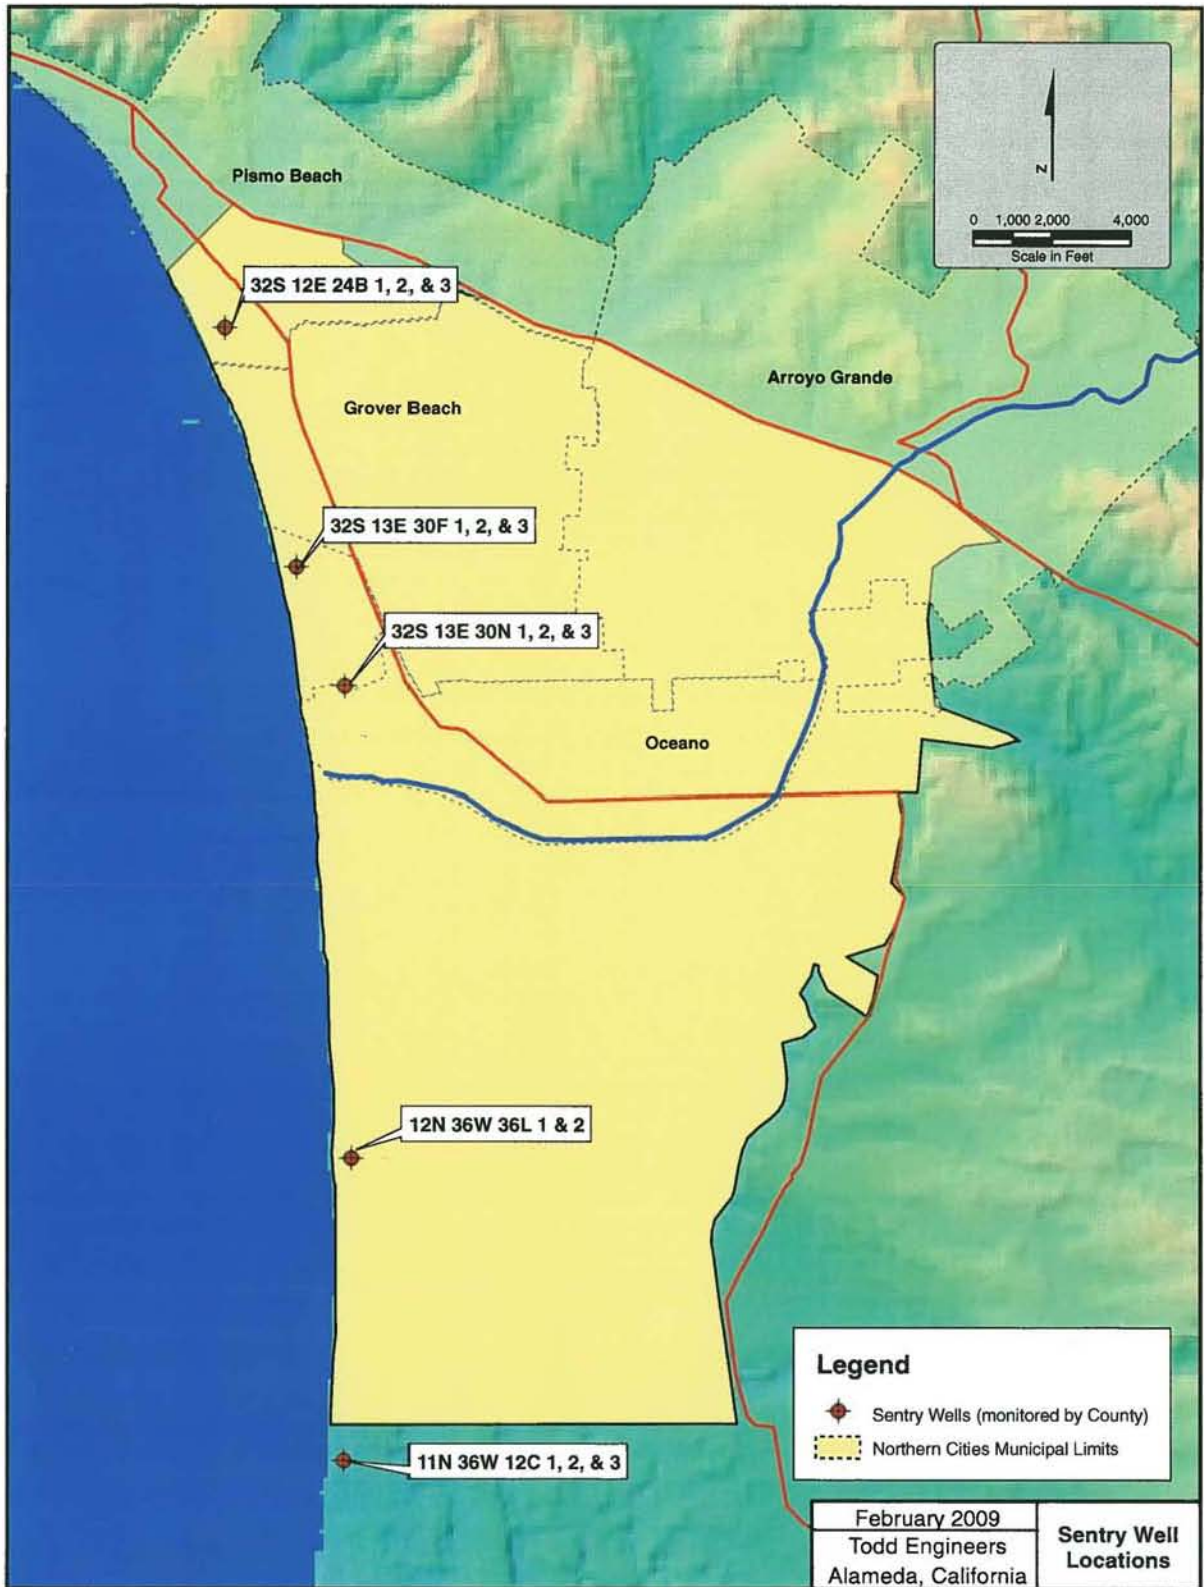 Pismo Beach
N
0 1,000 2,000 4,000
Scale in Feet
32S 12E 24B 1, 2, & 3
Arroyo Grande
Grover Beach
32S 13E 30F 1, 2, & 3
32S 13E 30N 1, 2, & 3
Oceano
12N 36W 36L 1 & 2
11N 36W 12C 1, 2, & 3
Legend
Sentry Wells (monitored by County)
Northern Cities Municipal Limits
February 2009
Todd Engineers
Alameda, California
Sentry Well
Locations